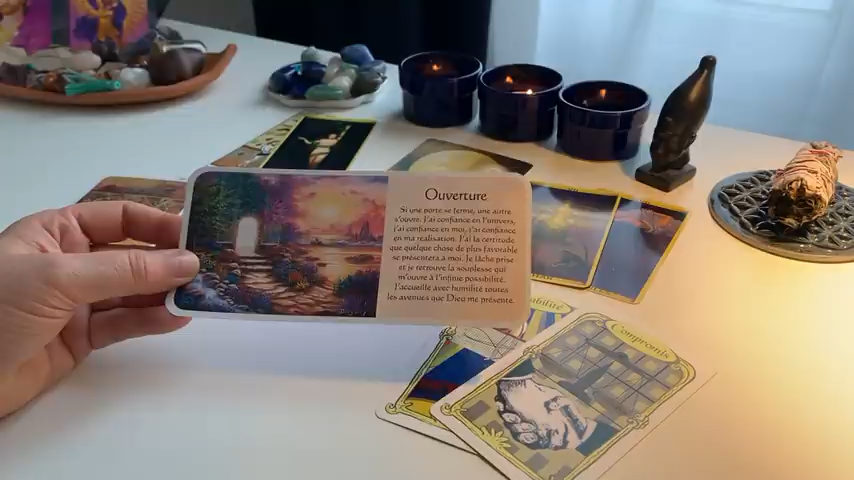 Ouverture
Si une porte se ferme, une autre
s'ouvre. J'ai confiance en l'univers,
j'ai confiance en moi, j'ai confiance
en ma réalisation. J'ai la certitude
que quelque chose de plus favorable
se présentera à moi. Je lâche prise
et je retrouve la souplesse qui
m'ouvre à l'infinie possibilité.
J'accueille avec humilité toutes
les avenues que Dieu me présente.
Compromis